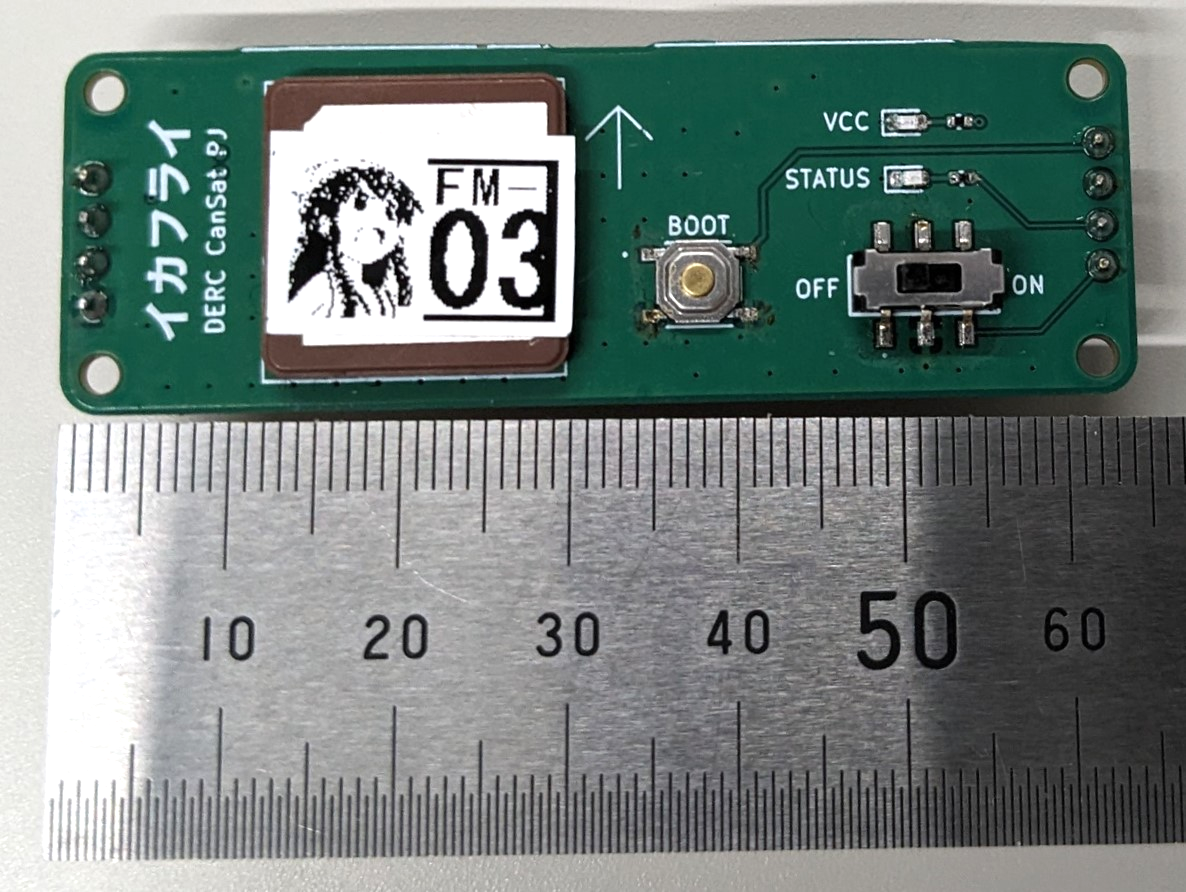 イカフライ
DERC CanSat PJ
FM-
03
BOOT
VCC
STATUS
OFF
ON
10 20 30 40 50 60